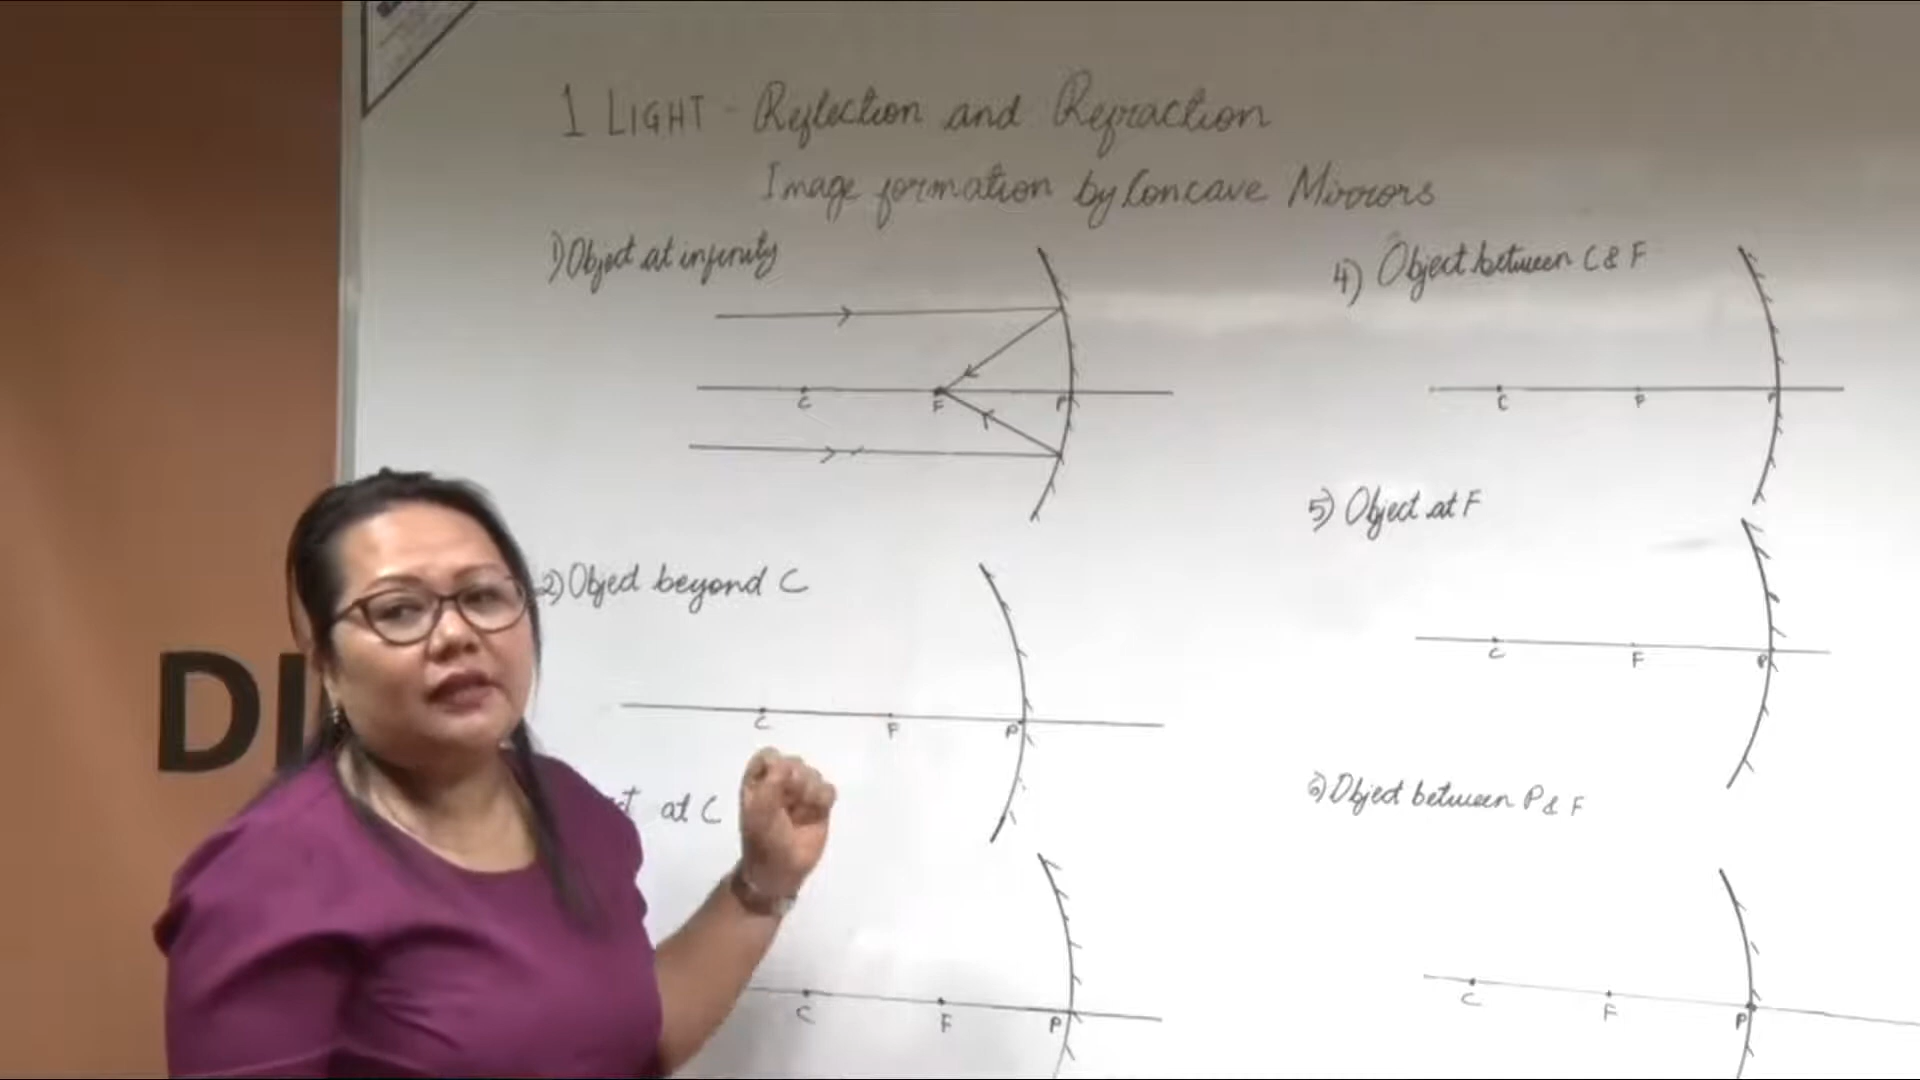 1 LIGHT - Reflection and Refraction
Image formation by Concave Mirrors
1) Object at infinity
C F P
2) Object beyond C
C F P
at C
C F P
4) Object between C & F
C F P
5) Object at F
C F P
6) Object between P & F
C F P
DI